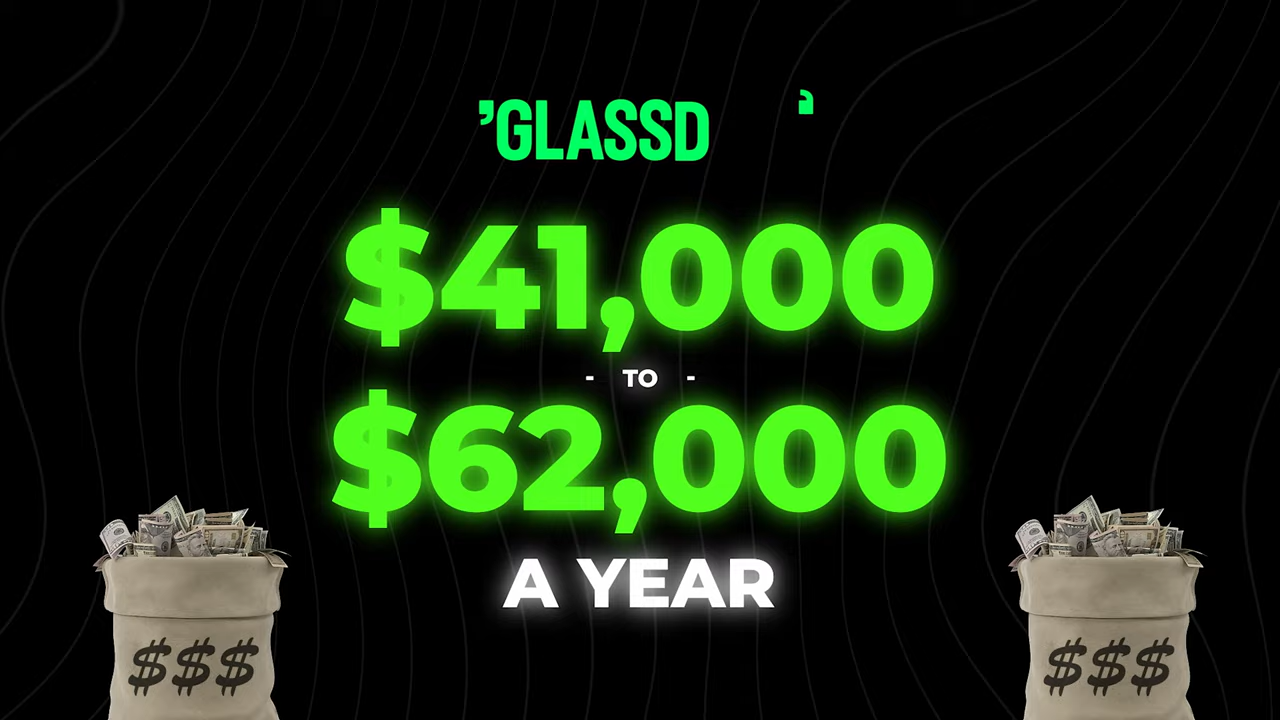 ’GLASSD ’
$41,000
- TO -
$62,000
A YEAR
$$$ $$$